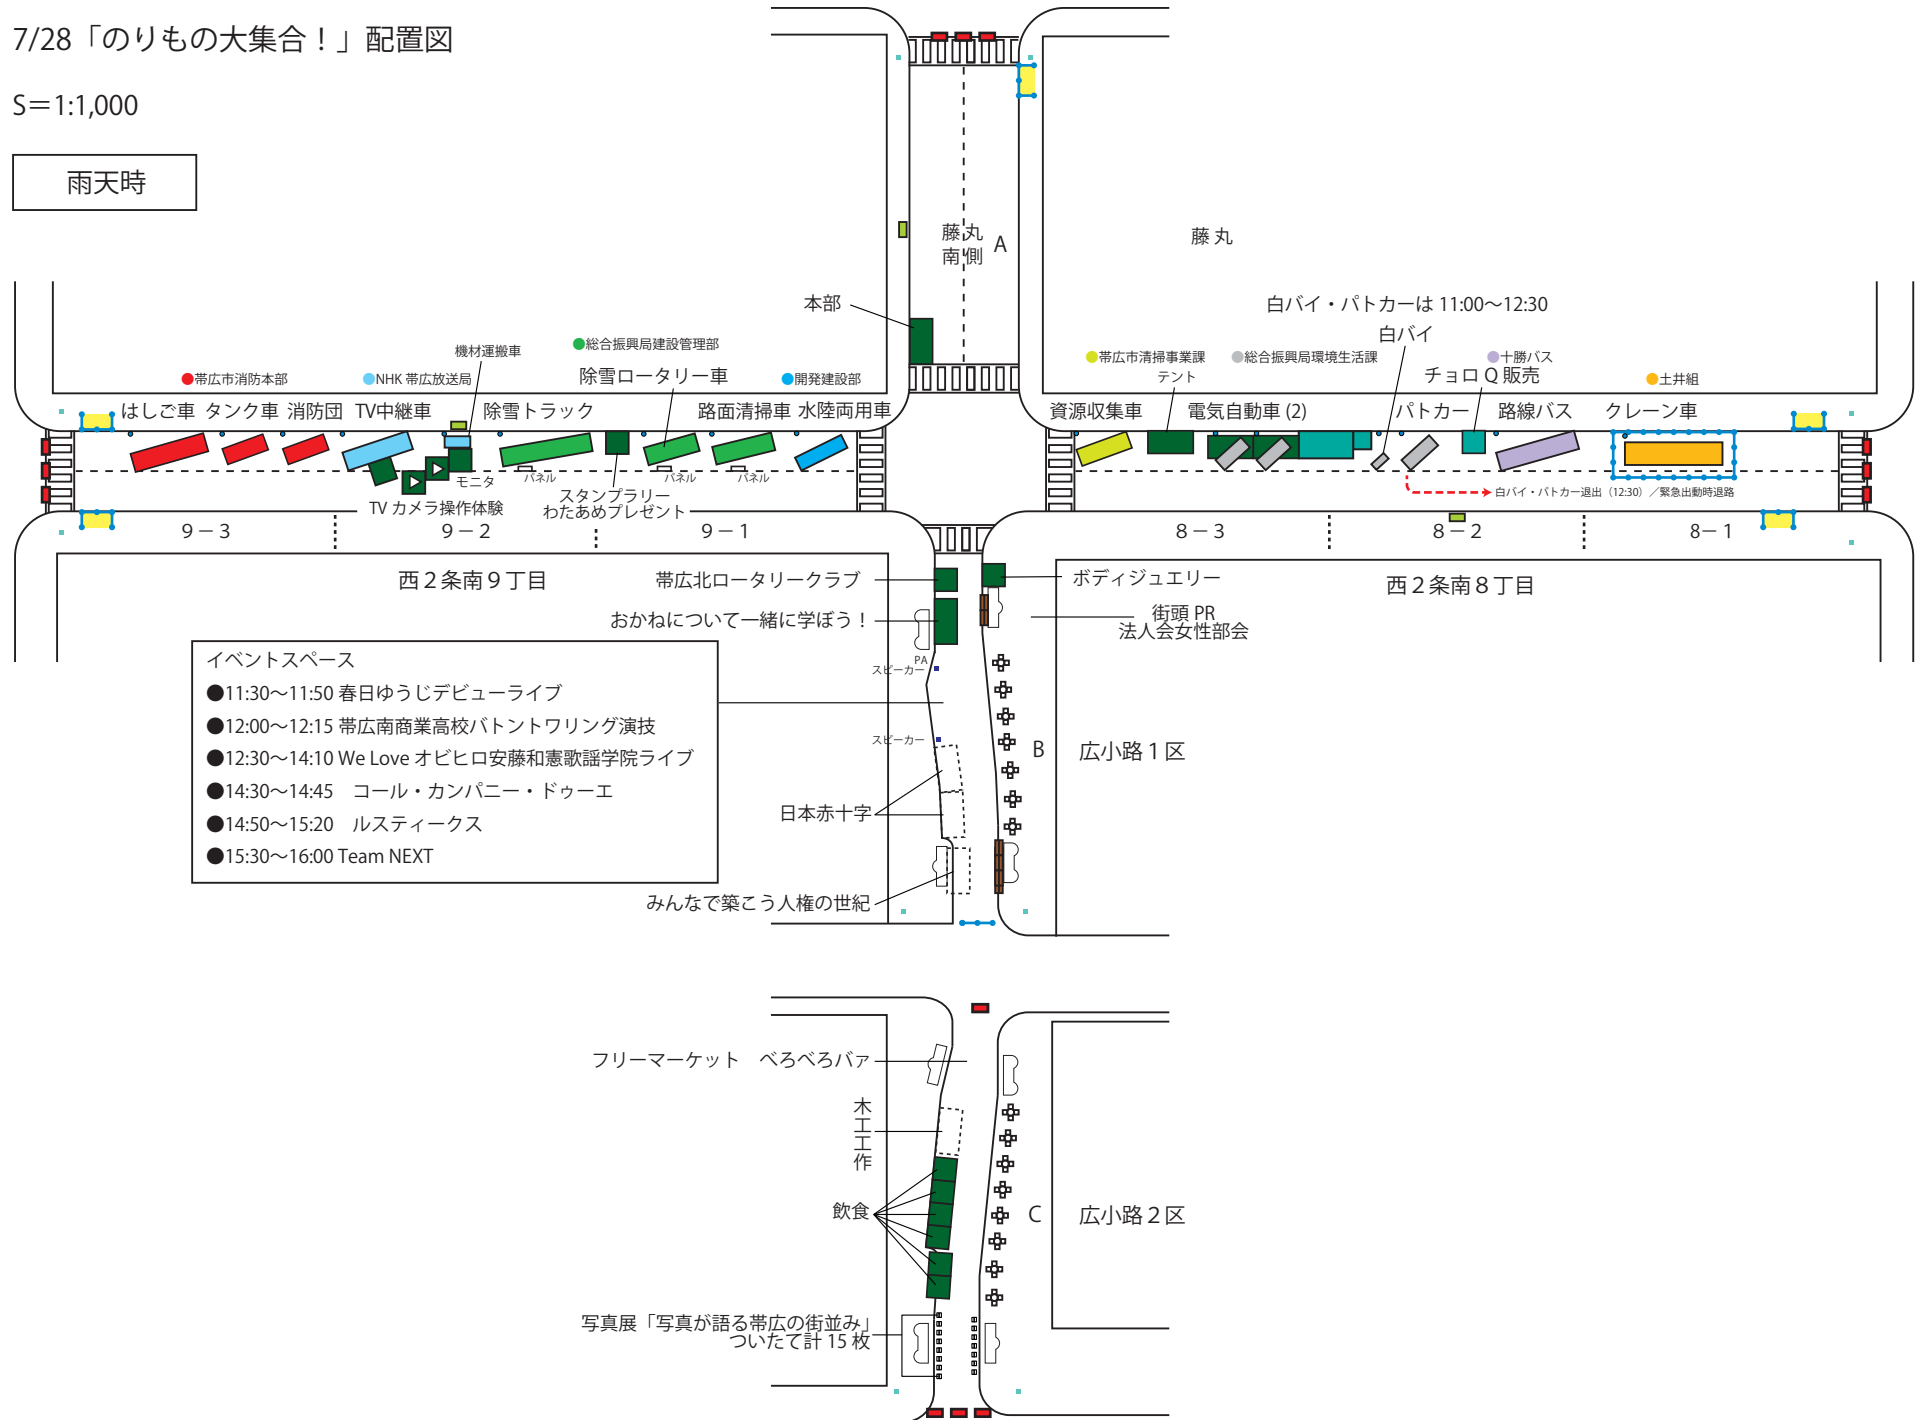 7/28「のりもの大集合！」配置図
S＝1:1,000
雨天時
藤丸
南側
A
藤 丸
本部
白バイ・パトカーは 11:00～12:30
白バイ
機材運搬車
●総合振興局建設管理部
●帯広市清掃事業課
●総合振興局環境生活課
●十勝バス
●帯広市消防本部
●NHK 帯広放送局
除雪ロータリー車
●開発建設部
テント
チョロ Q 販売
●土井組
はしご車
タンク車
消防団
TV中継車
除雪トラック
路面清掃車
水陸両用車
資源収集車
電気自動車 (2)
パトカー
路線バス
クレーン車
モニタ
パネル
パネル
パネル
スタンプラリー
わたあめプレゼント
TV カメラ操作体験
白バイ・パトカー退出（12:30）／緊急出動時退路
9－3
9－2
9－1
8－3
8－2
8－1
西２条南９丁目
帯広北ロータリークラブ
ボディジュエリー
西２条南８丁目
おかねについて一緒に学ぼう！
街頭 PR
法人会女性部会
PA
スピーカー
イベントスペース
●11:30～11:50 春日ゆうじデビューライブ
●12:00～12:15 帯広南商業高校バトントワリング演技
●12:30～14:10 We Love オビヒロ安藤和憲歌謡学院ライブ
●14:30～14:45　コール・カンパニー・ドゥーエ
●14:50～15:20　ルスティークス
●15:30～16:00 Team NEXT
スピーカー
B
広小路１区
日本赤十字
みんなで築こう人権の世紀
フリーマーケット　べろべろバァ
木工工作
飲食
C
広小路２区
写真展「写真が語る帯広の街並み」
ついたて計 15 枚